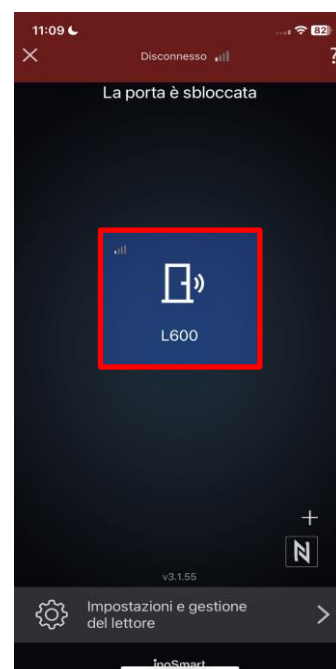 11:09
82
Disconnesso
?
La porta è sbloccata
L600
+
v3.1.55
Impostazioni e gestione
del lettore
inoSmart